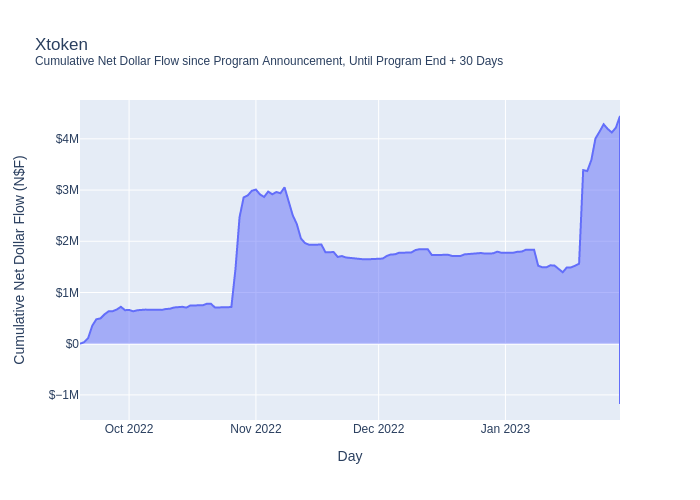 Xtoken
Cumulative Net Dollar Flow since Program Announcement, Until Program End + 30 Days
Cumulative Net Dollar Flow (N$F)
$4M
$3M
$2M
$1M
$0
$−1M
Oct 2022
Nov 2022
Dec 2022
Jan 2023
Day